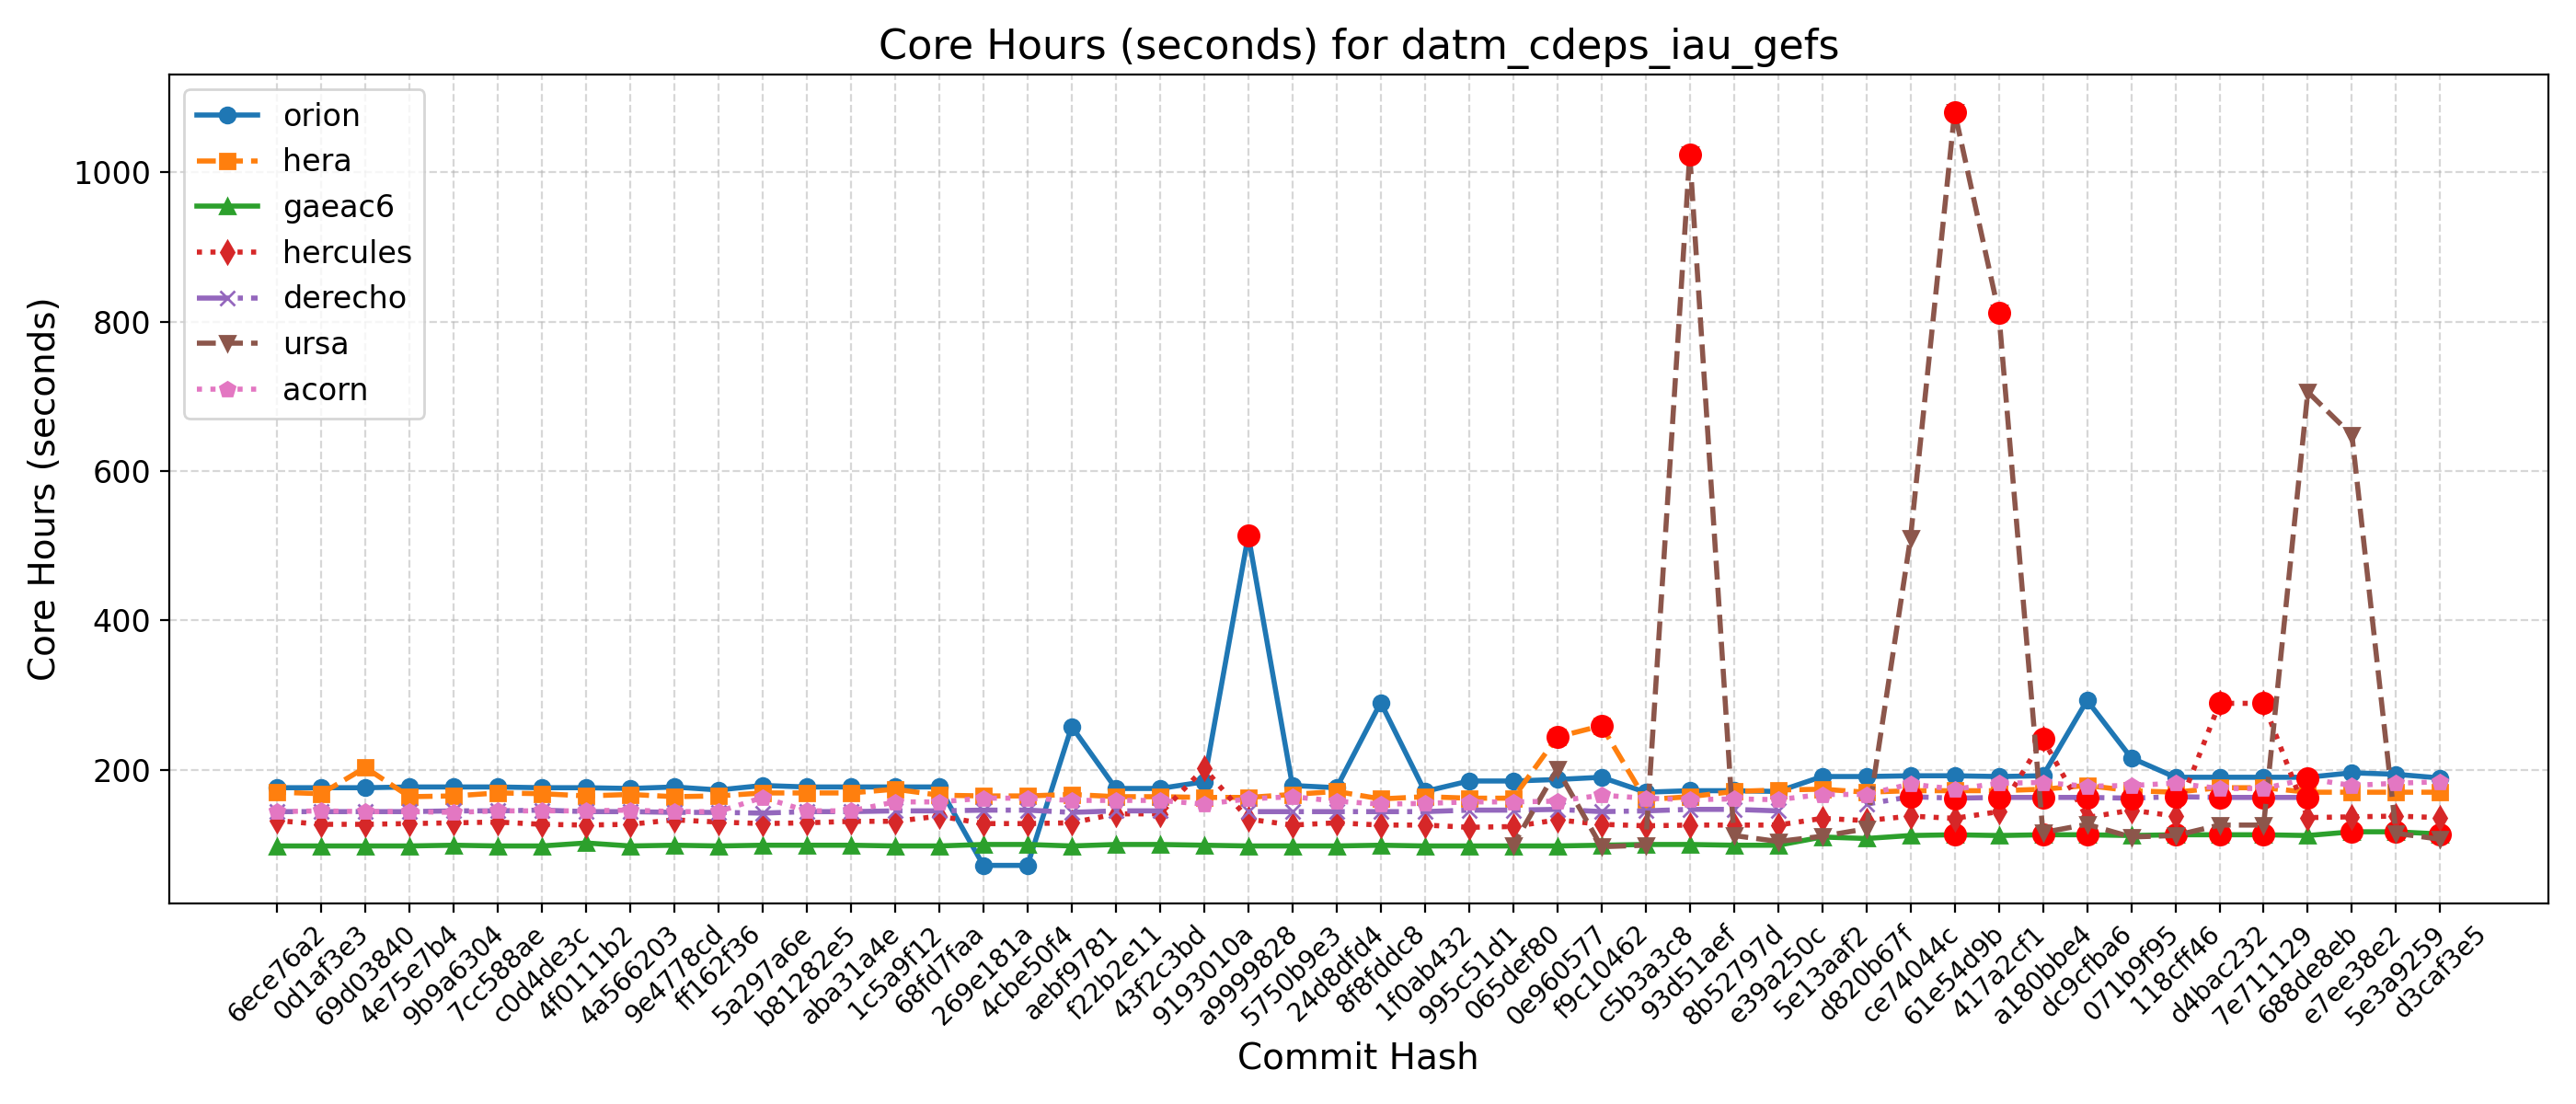 Core Hours (seconds) for datm_cdeps_iau_gefs
orion
hera
gaeac6
hercules
derecho
ursa
acorn
Core Hours (seconds)
1000
800
600
400
200
6ece76a2
0d1af3e3
69d03840
4e75e7b4
9b9a6304
7cc588ae
c0d4de3c
4f0111b2
4a566203
9e4778cd
ff162f36
5a297a6e
b81282e5
aba31a4e
1c5a9f12
68fd7faa
269e181a
4cbe50f4
aebf9781
f22b2e11
43f2c3bd
9193010a
a9999828
5750b9e3
24d8dfd4
8f8fddc8
1f0ab432
995c51d1
065def80
0e960577
f9c10462
c5b3a3c8
93d51aef
8b52797d
e39a250c
5e13aaf2
d820b67f
ce74044c
61e54d9b
417a2cf1
a180bbe4
dc9cfba6
071b9f95
118cff46
d4bac232
7e711129
688de8eb
e7ee38e2
5e3a9259
d3caf3e5
Commit Hash